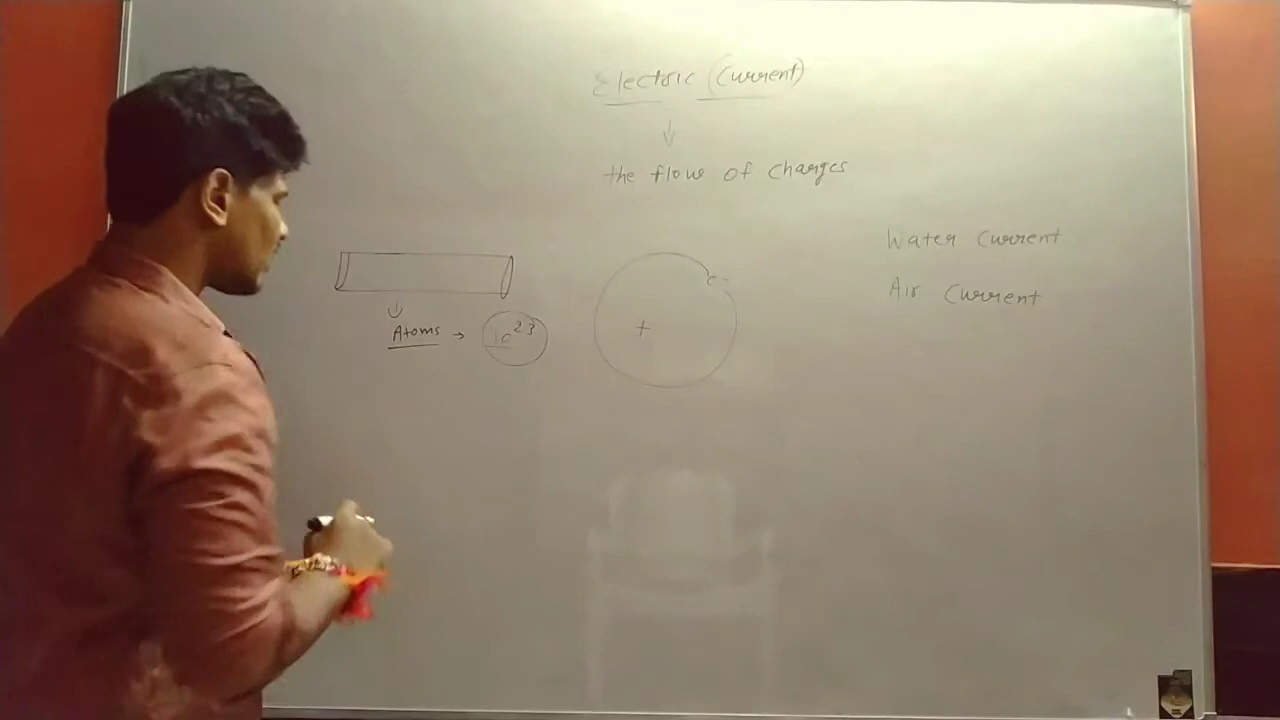 Electric (Current)
↓
the flow of charges
Water Current
Air Current
e-
+
↓
Atoms → 10^23